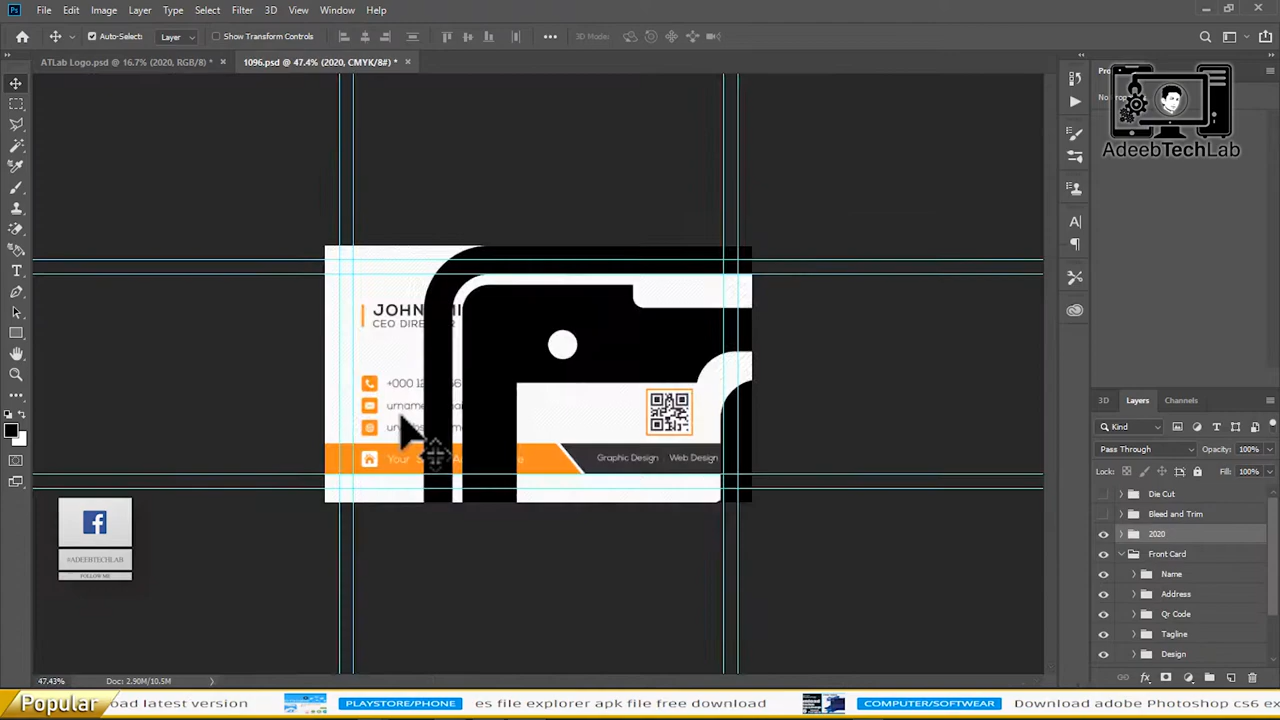 Ps File Edit Image Layer Type Select Filter 3D View Window Help
Auto-Select: Layer Show Transform Controls 3D Mode:
ATLab Logo.psd @ 16.7% (2020, RGB/8) * ×
1096.psd @ 47.4% (2020, CMYK/8#) * ×
AdeebTechLab
CEO DIRE R
+000 12
urname
Your
Graphic Design
Web Design
#ADEEBTECHLAB
FOLLOW ME
3D Layers Channels
Kind
Pass Through Opacity: 100%
Lock: Fill: 100%
Die Cut
Bleed and Trim
2020
Front Card
Name
Address
Qr Code
Tagline
Design
47.43% Doc: 2.90M/10.5M
Popular
oad latest version PLAYSTORE/PHONE es file explorer apk file free download COMPUTER/SOFTWEAR Download adobe Photoshop cs6 ex